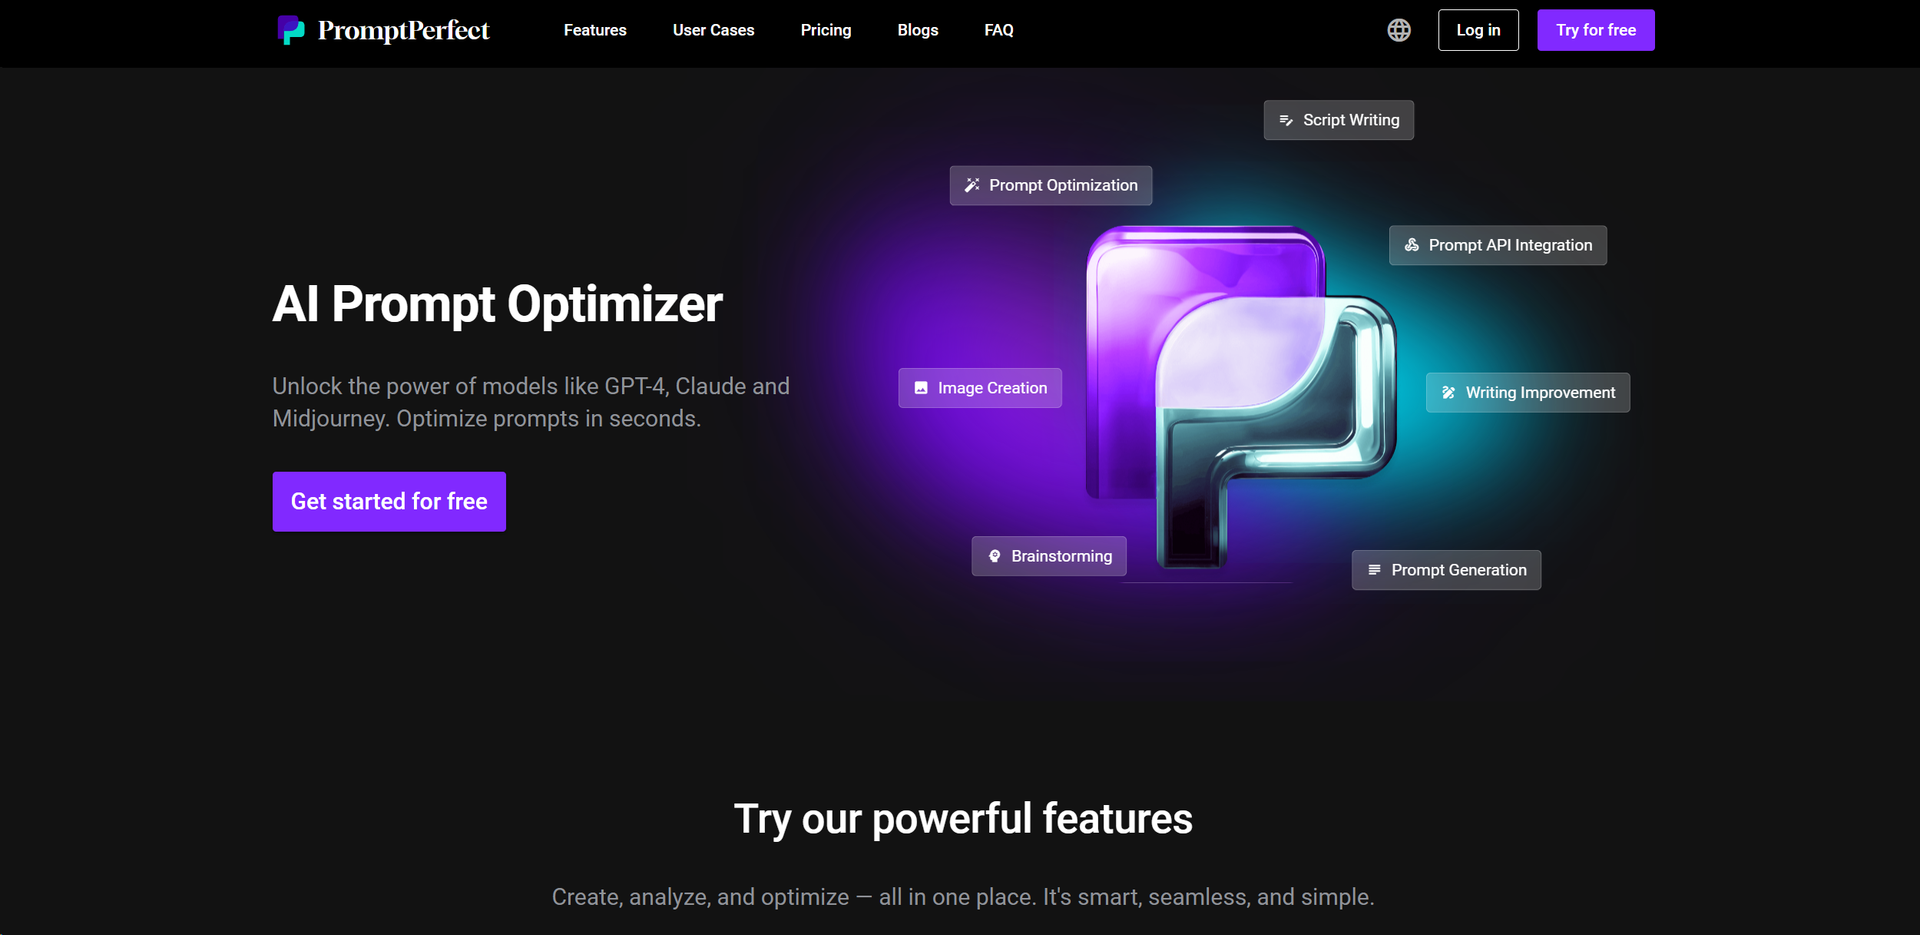 PromptPerfect
Features
User Cases
Pricing
Blogs
FAQ
Log in
Try for free
Script Writing
Prompt Optimization
Prompt API Integration
AI Prompt Optimizer
Unlock the power of models like GPT-4, Claude and
Midjourney. Optimize prompts in seconds.
Image Creation
Writing Improvement
Get started for free
Brainstorming
Prompt Generation
Try our powerful features
Create, analyze, and optimize — all in one place. It's smart, seamless, and simple.